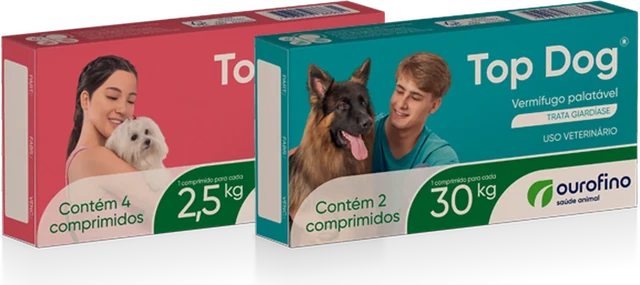 To
Contém 4
comprimidos
1 comprimido para cada
2,5 kg
Top Dog®
Vermífugo palatável
TRATA GIARDÍASE
USO VETERINÁRIO
Contém 2
comprimidos
1 comprimido para cada
30 kg
ourofino
saúde animal